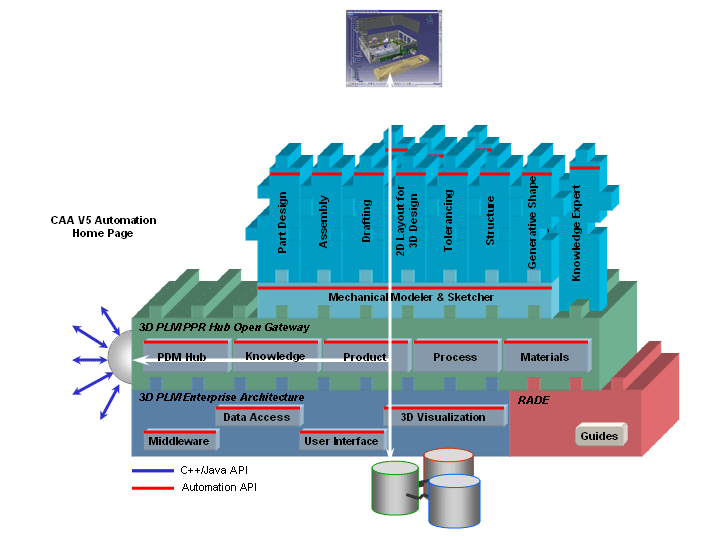 CAA V5 Automation
Home Page
Part Design
Assembly
Drafting
2D Layout for
3D Design
Tolerancing
Structure
Generative Shape
Knowledge Expert
Mechanical Modeler & Sketcher
3D PLM PPR Hub Open Gateway
PDM Hub
Knowledge
Product
Process
Materials
3D PLM Enterprise Architecture
RADE
Data Access
3D Visualization
Middleware
User Interface
Guides
C++/Java API
Automation API